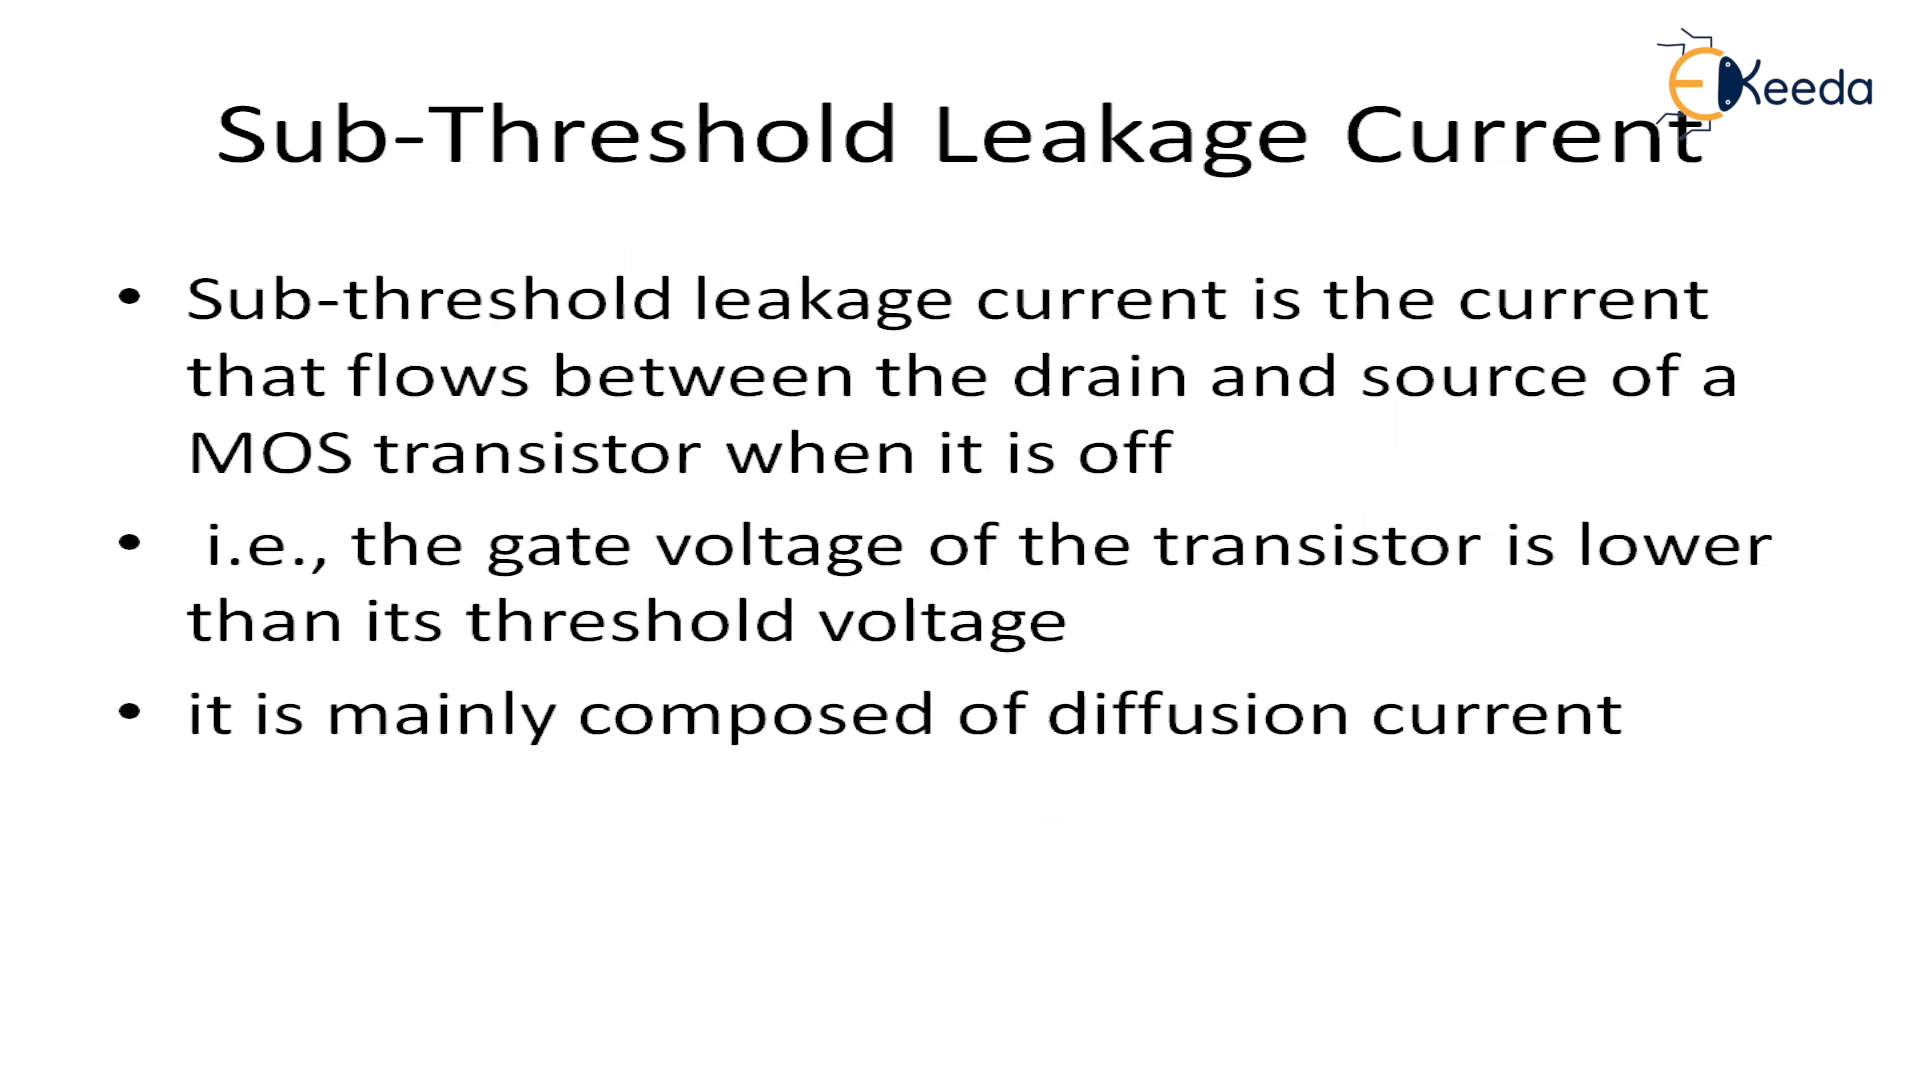 EKeeda
Sub-Threshold Leakage Current
• Sub-threshold leakage current is the current
that flows between the drain and source of a
MOS transistor when it is off
• i.e., the gate voltage of the transistor is lower
than its threshold voltage
• it is mainly composed of diffusion current